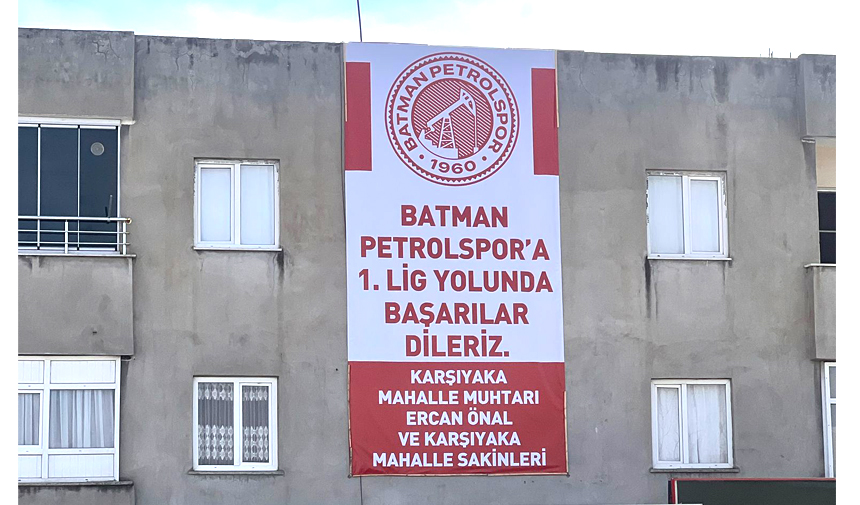 BATMAN PETROLSPOR
• 1960 •
BATMAN
PETROLSPOR'A
1. LİG YOLUNDA
BAŞARILAR
DİLERİZ.
KARŞIYAKA
MAHALLE MUHTARI
ERCAN ÖNAL
VE KARŞIYAKA
MAHALLE SAKİNLERİ